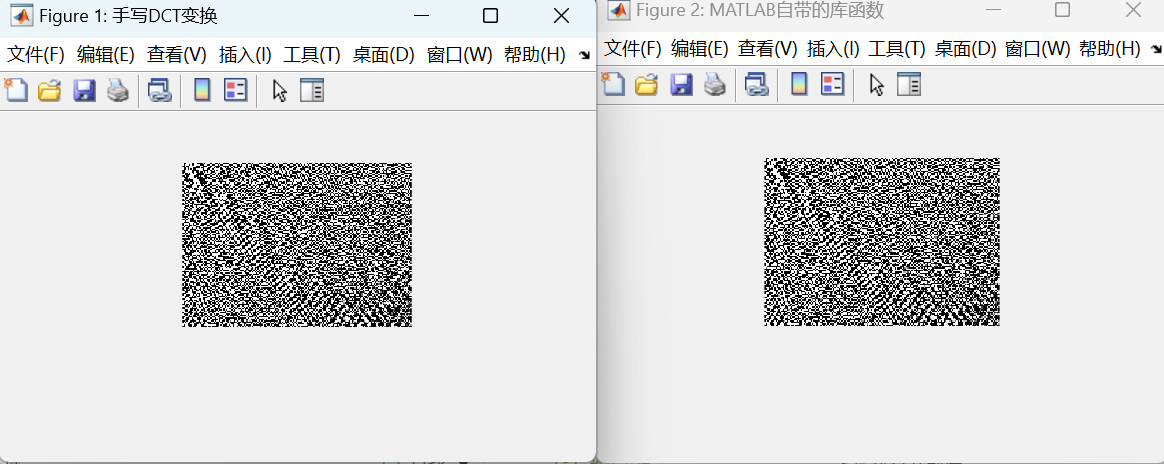 Figure 1: 手写DCT变换
文件(F) 编辑(E) 查看(V) 插入(I) 工具(T) 桌面(D) 窗口(W) 帮助(H)
Figure 2: MATLAB自带的库函数
文件(F) 编辑(E) 查看(V) 插入(I) 工具(T) 桌面(D) 窗口(W) 帮助(H)